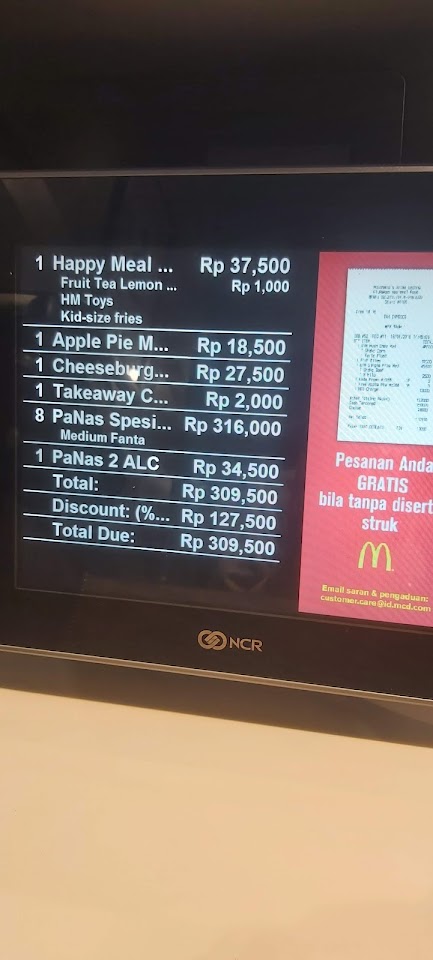 1 Happy Meal ... Rp 37,500
Fruit Tea Lemon ... Rp 1,000
HM Toys
Kid-size fries
1 Apple Pie M... Rp 18,500
1 Cheeseburg... Rp 27,500
1 Takeaway C... Rp 2,000
8 PaNas Spesi... Rp 316,000
Medium Fanta
1 PaNas 2 ALC Rp 34,500
Total: Rp 309,500
Discount: (%... Rp 127,500
Total Due: Rp 309,500
Pesanan Anda
GRATIS
bila tanpa disert
struk
Email saran & pengaduan:
customer.care@id.mcd.com
NCR